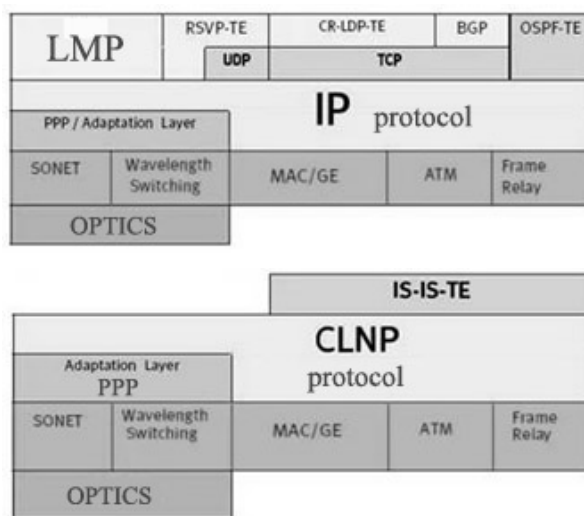 LMP
RSVP-TE
CR-LDP-TE
BGP
OSPF-TE
UDP
TCP
IP protocol
PPP / Adaptation Layer
SONET
Wavelength
Switching
MAC/GE
ATM
Frame
Relay
OPTICS
IS-IS-TE
CLNP
protocol
Adaptation Layer
PPP
SONET
Wavelength
Switching
MAC/GE
ATM
Frame
Relay
OPTICS